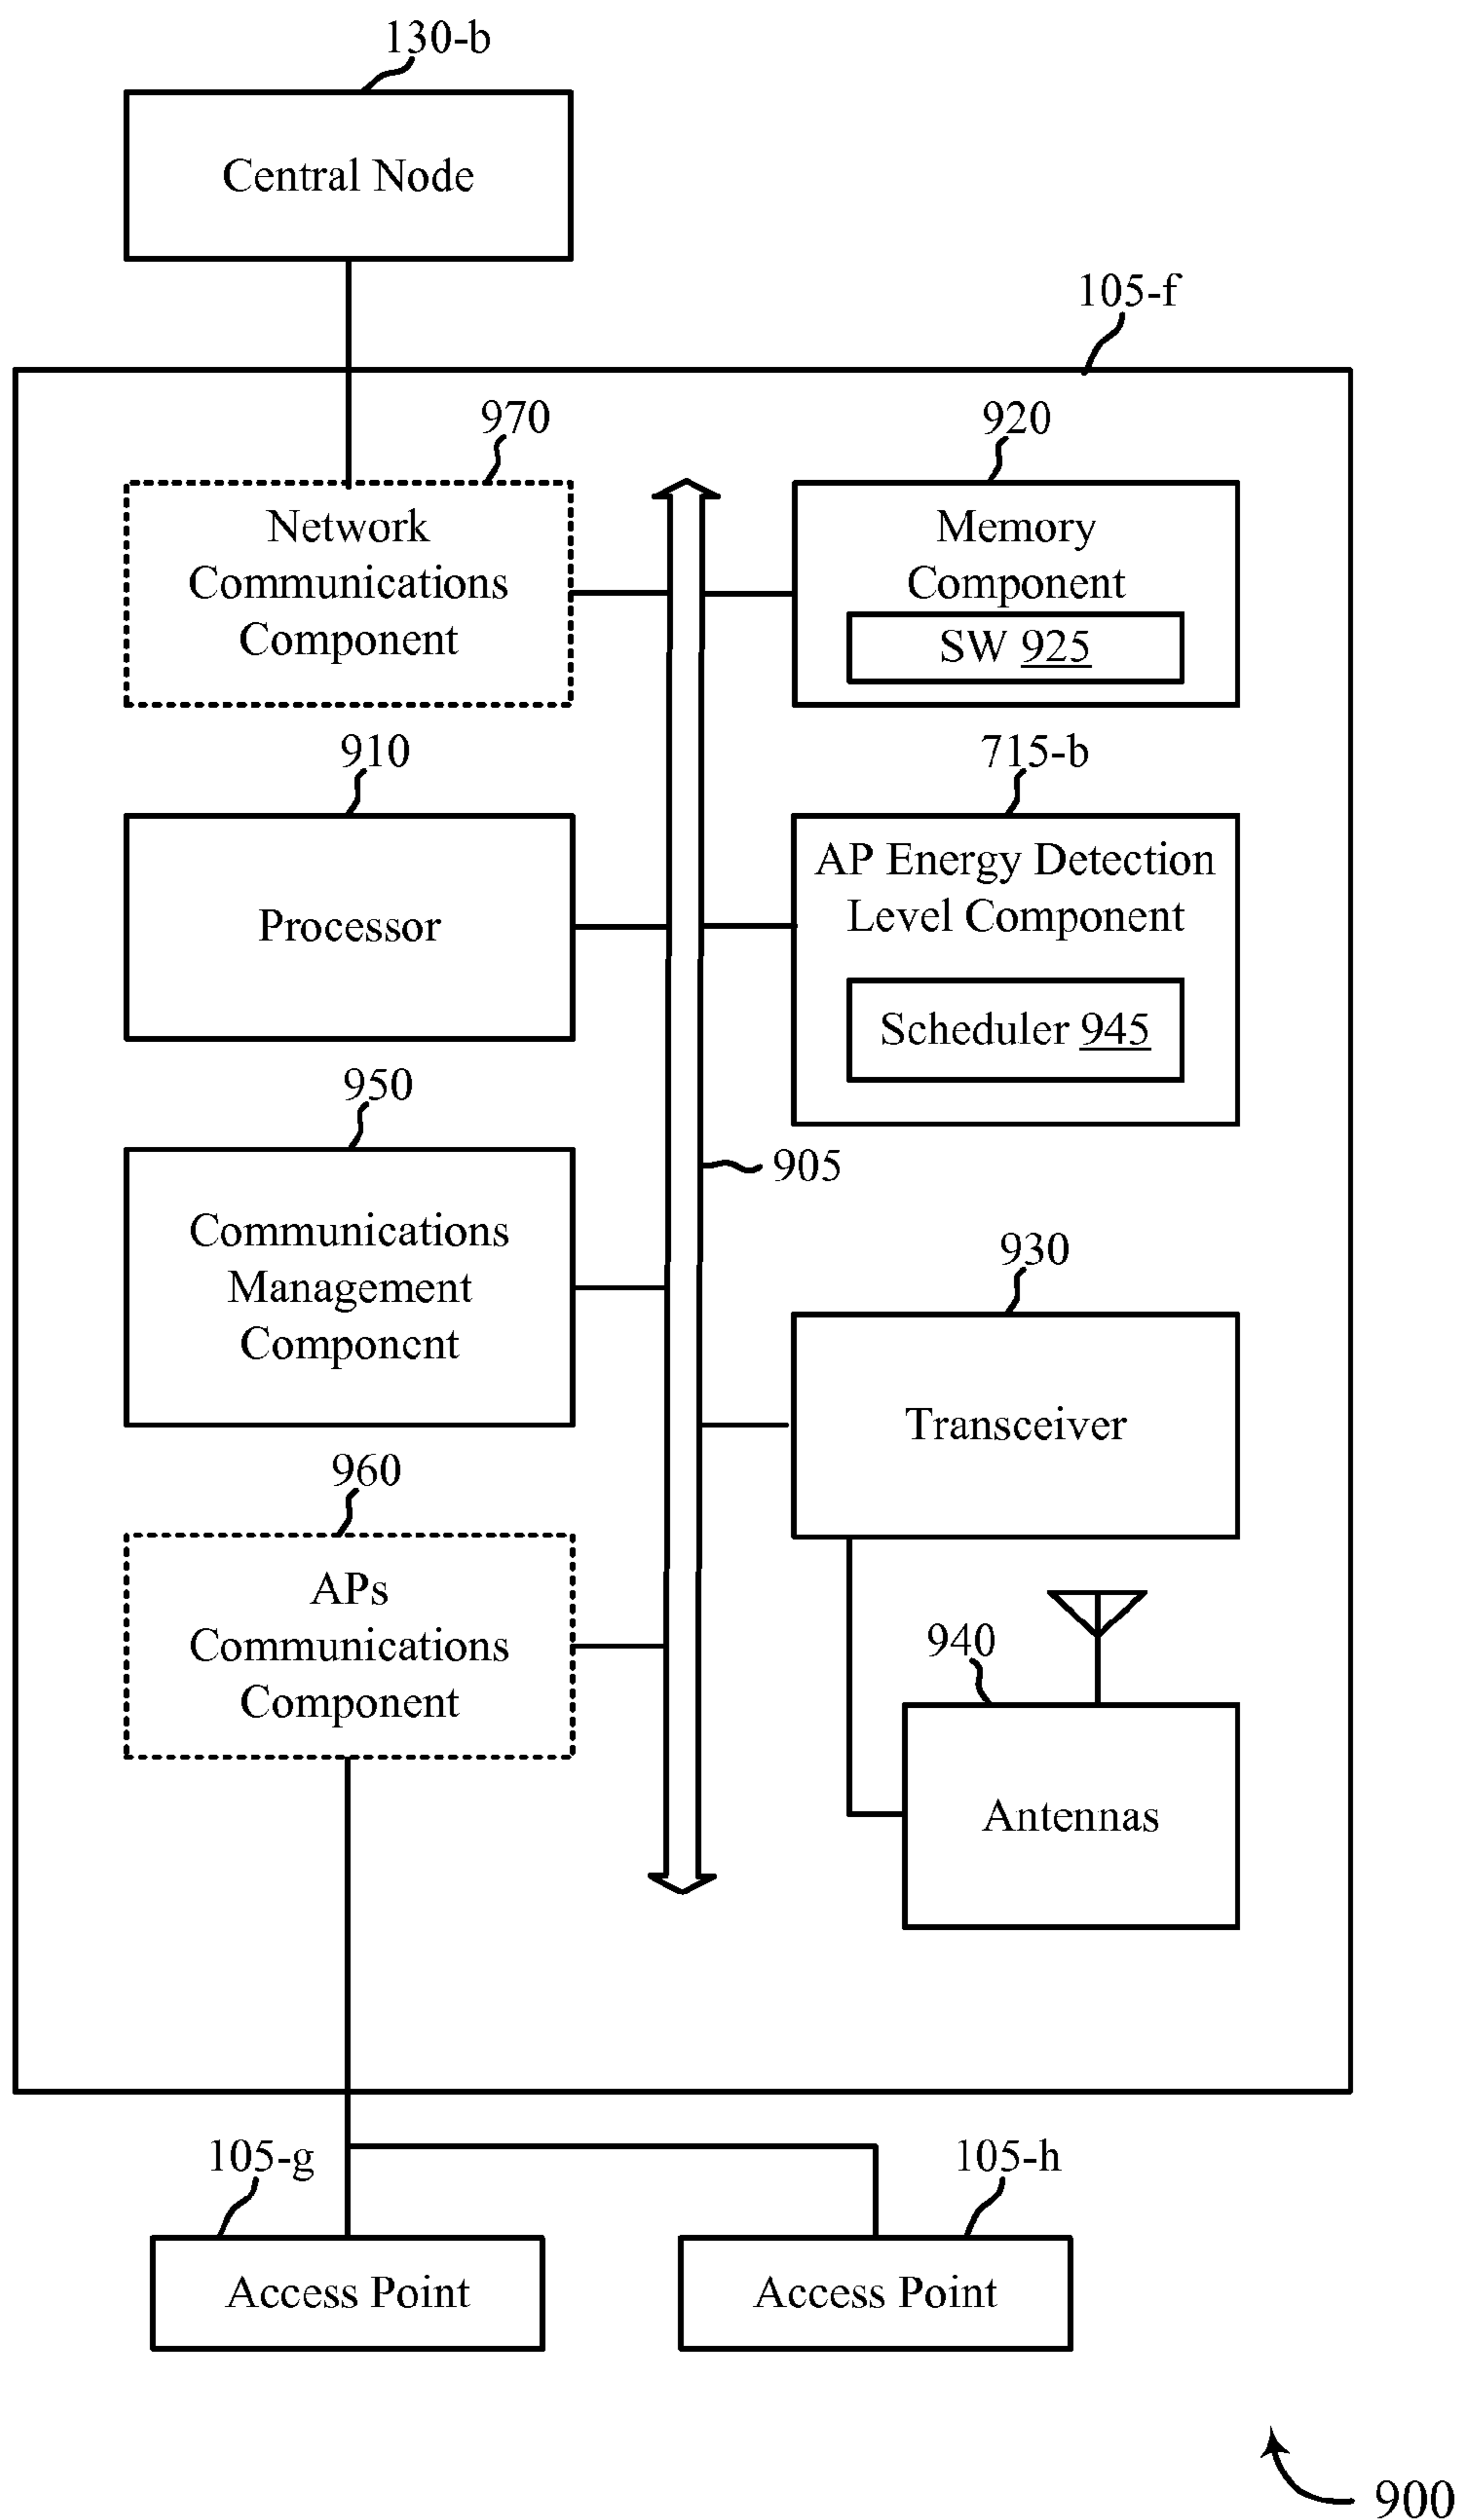 130-b
Central Node
105-f
970
Network
Communications
Component
920
Memory
Component
SW 925
910
Processor
715-b
AP Energy Detection
Level Component
Scheduler 945
950
Communications
Management
Component
905
930
Transceiver
960
APs
Communications
Component
940
Antennas
105-g
Access Point
105-h
Access Point
900